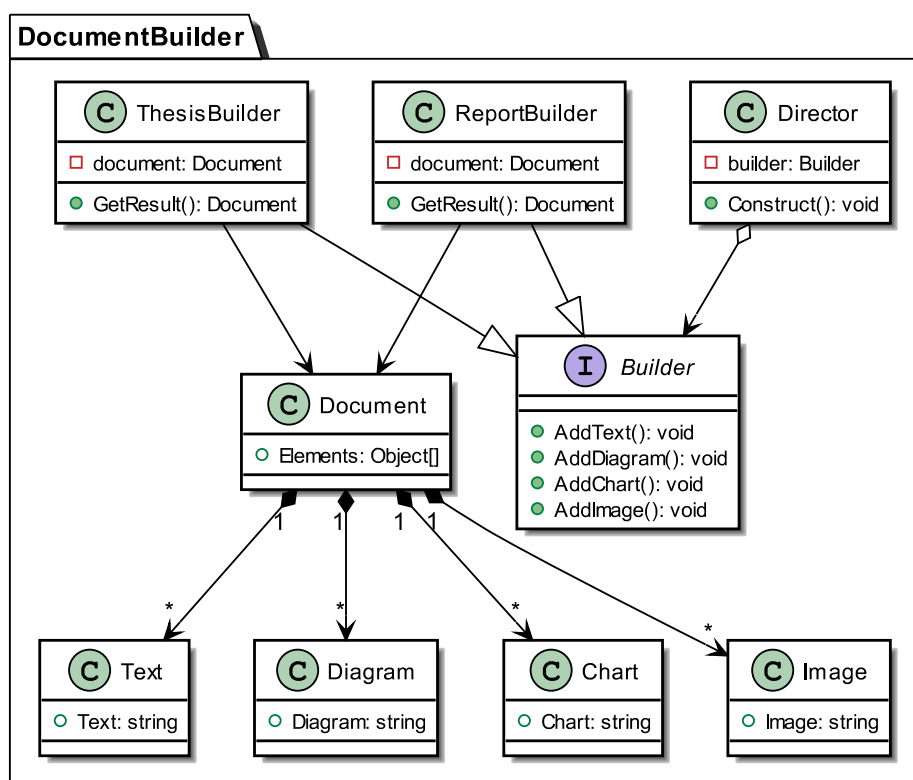 DocumentBuilder
C ThesisBuilder
document: Document
GetResult(): Document
C ReportBuilder
document: Document
GetResult(): Document
C Director
builder: Builder
Construct(): void
I Builder
AddText(): void
AddDiagram(): void
AddChart(): void
AddImage(): void
C Document
Elements: Object[]
1
1
1
1
*
*
*
*
C Text
Text: string
C Diagram
Diagram: string
C Chart
Chart: string
C Image
Image: string